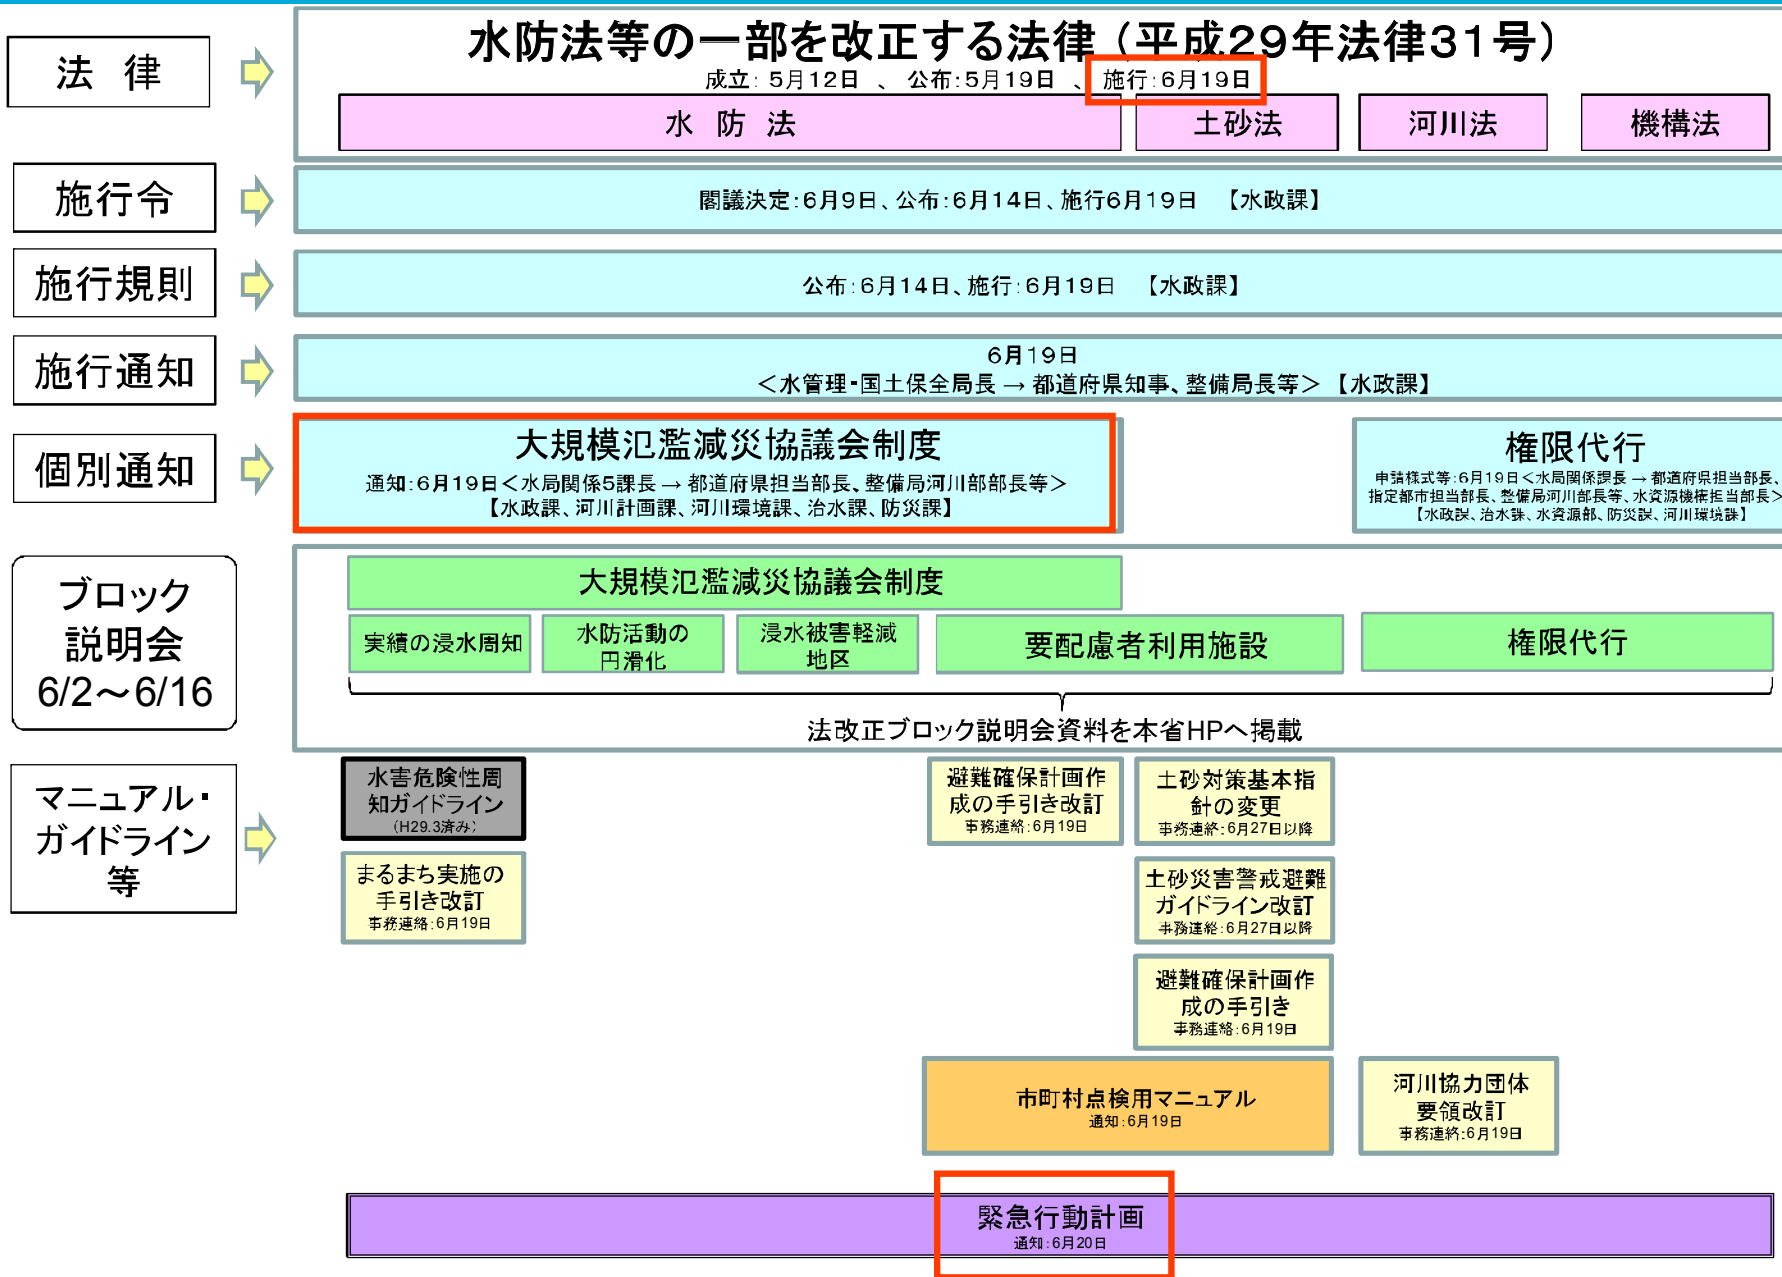 水防法等の一部を改正する法律（平成29年法律31号）
成立：5月12日 、 公布：5月19日 、 施行：6月19日
法 律
水 防 法
土砂法
河川法
機構法
施行令
閣議決定：6月9日、公布：6月14日、施行6月19日 【水政課】
施行規則
公布：6月14日、施行：6月19日 【水政課】
施行通知
6月19日
＜水管理・国土保全局長 → 都道府県知事、整備局長等＞【水政課】
個別通知
大規模氾濫減災協議会制度
通知：6月19日＜水局関係5課長 → 都道府県担当部長、整備局河川部部長等＞
【水政課、河川計画課、河川環境課、治水課、防災課】
権限代行
申請様式等：6月19日＜水局関係課長 → 都道府県担当部長、
指定都市担当部長、整備局河川部長等、水資源機構担当部長＞
【水政課、治水課、水資源部、防災課、河川環境課】
ブロック
説明会
6/2～6/16
大規模氾濫減災協議会制度
実績の浸水周知
水防活動の
円滑化
浸水被害軽減
地区
要配慮者利用施設
権限代行
法改正ブロック説明会資料を本省HPへ掲載
マニュアル・
ガイドライン
等
水害危険性周
知ガイドライン
（H29.3済み）
まるまち実施の
手引き改訂
事務連絡：6月19日
避難確保計画作
成の手引き改訂
事務連絡：6月19日
土砂対策基本指
針の変更
事務連絡：6月27日以降
土砂災害警戒避難
ガイドライン改訂
事務連絡：6月27日以降
避難確保計画作
成の手引き
事務連絡：6月19日
市町村点検用マニュアル
通知：6月19日
河川協力団体
要領改訂
事務連絡：6月19日
緊急行動計画
通知：6月20日